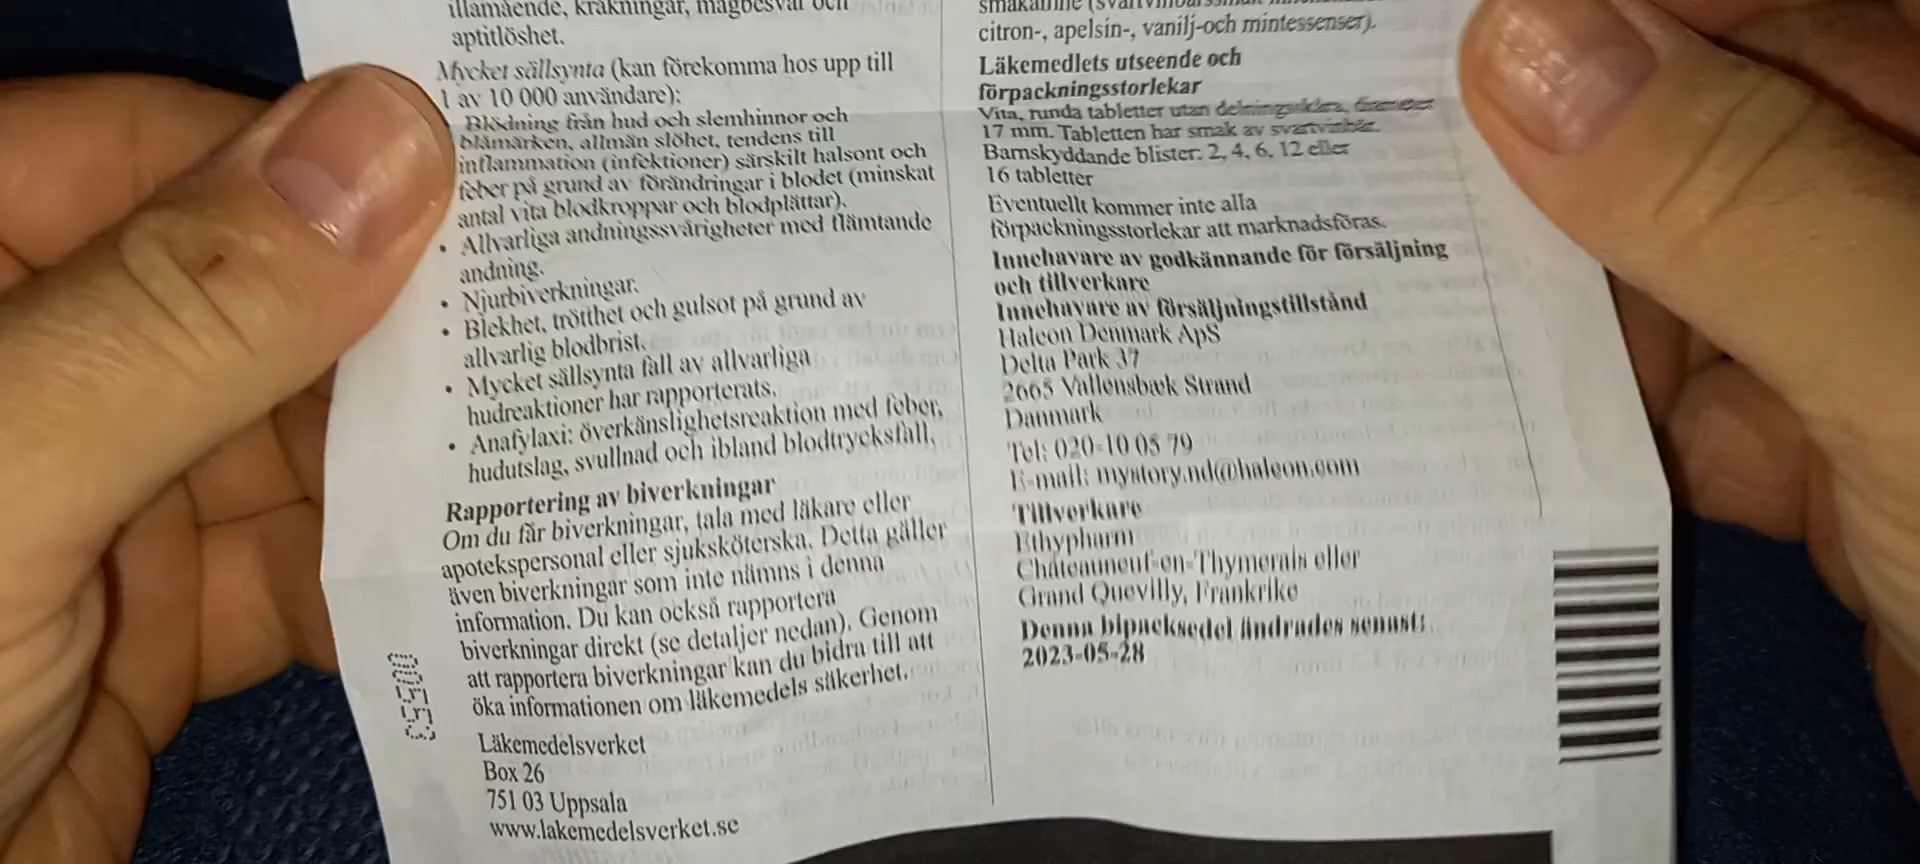 illamående, kräkningar, magbesvär och
aptitlöshet.
Mycket sällsynta (kan förekomma hos upp till
1 av 10 000 användare):
Blödning från hud och slemhinnor och
blåmärken, allmän slöhet, tendens till
inflammation (infektioner) särskilt halsont och
feber på grund av förändringar i blodet (minskat
antal vita blodkroppar och blodplättar).
• Allvarliga andningssvårigheter med flämtande
andning.
• Njurbiverkningar.
• Blekhet, trötthet och gulsot på grund av
allvarlig blodbrist.
• Mycket sällsynta fall av allvarliga
hudreaktioner har rapporterats.
• Anafylaxi: överkänslighetsreaktion med feber,
hudutslag, svullnad och ibland blodtrycksfall.
Rapportering av biverkningar
Om du får biverkningar, tala med läkare eller
apotekspersonal eller sjuksköterska. Detta gäller
även biverkningar som inte nämns i denna
information. Du kan också rapportera
biverkningar direkt (se detaljer nedan). Genom
att rapportera biverkningar kan du bidra till att
öka informationen om läkemedels säkerhet.
Läkemedelsverket
Box 26
751 03 Uppsala
www.lakemedelsverket.se
citron-, apelsin-, vanilj-och mintessenser).
Läkemedlets utseende och
förpackningsstorlekar
Vita, runda tabletter utan delningsskåra, diameter
17 mm. Tabletten har smak av svartvinbär.
Barnskyddande blister: 2, 4, 6, 12 eller
16 tabletter
Eventuellt kommer inte alla
förpackningsstorlekar att marknadsföras.
Innehavare av godkännande för försäljning
och tillverkare
Innehavare av försäljningstillstånd
Haleon Denmark ApS
Delta Park 37
2665 Vallensbæk Strand
Danmark
Tel: 020-10 05 79
E-mail: mystory.nd@haleon.com
Tillverkare
Ethypharm
Châteauneuf-en-Thymerais eller
Grand Quevilly, Frankrike
Denna bipacksedel ändrades senast:
2023-05-28